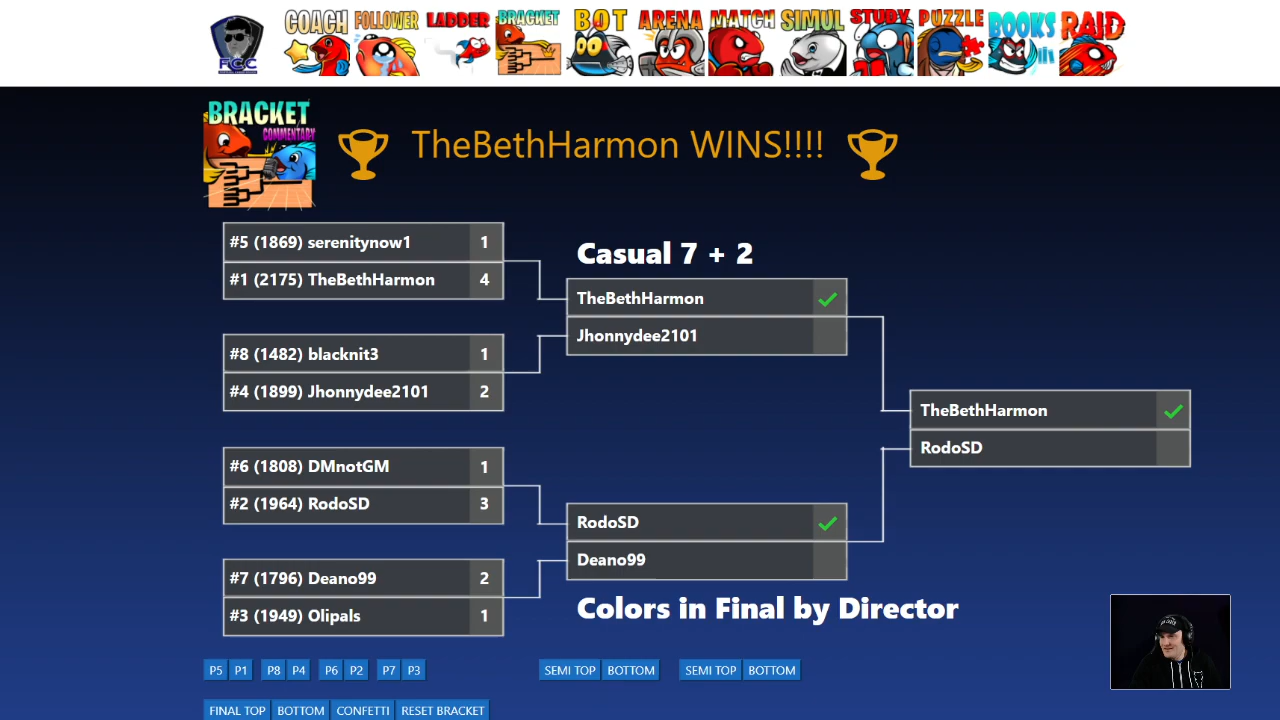 FCC
COACH
FOLLOWER
LADDER
BRACKET
BOT
ARENA
MATCH
SIMUL
STUDY
PUZZLE
BOOKS
RAID
BRACKET
COMMENTARY
TheBethHarmon WINS!!!!
#5 (1869) serenitynow1 1
#1 (2175) TheBethHarmon 4
#8 (1482) blacknit3 1
#4 (1899) Jhonnydee2101 2
#6 (1808) DMnotGM 1
#2 (1964) RodoSD 3
#7 (1796) Deano99 2
#3 (1949) Olipals 1
Casual 7 + 2
TheBethHarmon
Jhonnydee2101
RodoSD
Deano99
Colors in Final by Director
TheBethHarmon
RodoSD
P5 P1 P8 P4 P6 P2 P7 P3 SEMI TOP BOTTOM SEMI TOP BOTTOM
FINAL TOP BOTTOM CONFETTI RESET BRACKET